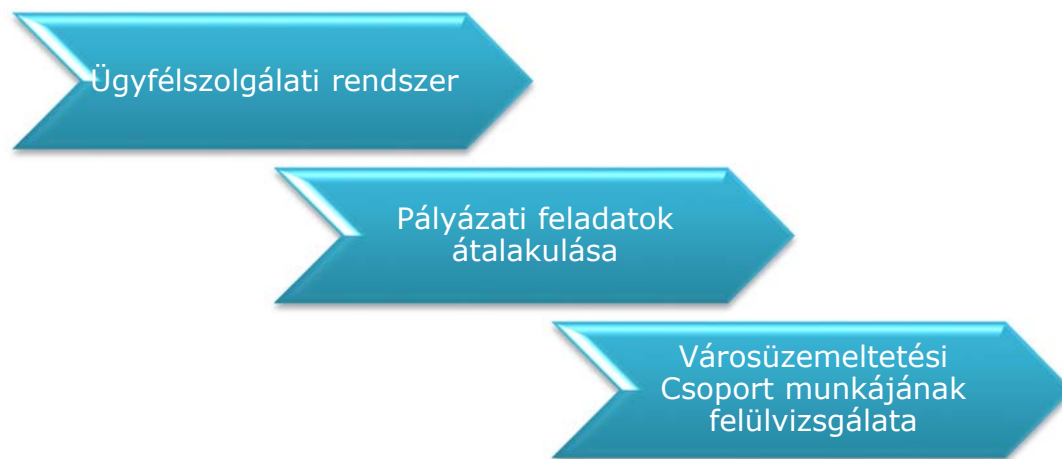 Ügyfélszolgálati rendszer
Pályázati feladatok
átalakulása
Városüzemeltetési
Csoport munkájának
felülvizsgálata